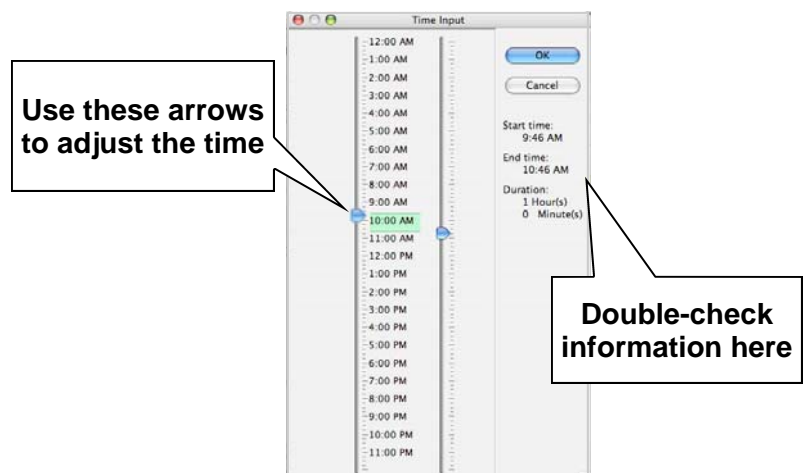 Time Input
Use these arrows
to adjust the time
12:00 AM
1:00 AM
2:00 AM
3:00 AM
4:00 AM
5:00 AM
6:00 AM
7:00 AM
8:00 AM
9:00 AM
10:00 AM
11:00 AM
12:00 PM
1:00 PM
2:00 PM
3:00 PM
4:00 PM
5:00 PM
6:00 PM
7:00 PM
8:00 PM
9:00 PM
10:00 PM
11:00 PM
OK
Cancel
Start time:
9:46 AM
End time:
10:46 AM
Duration:
1 Hour(s)
0 Minute(s)
Double-check
information here